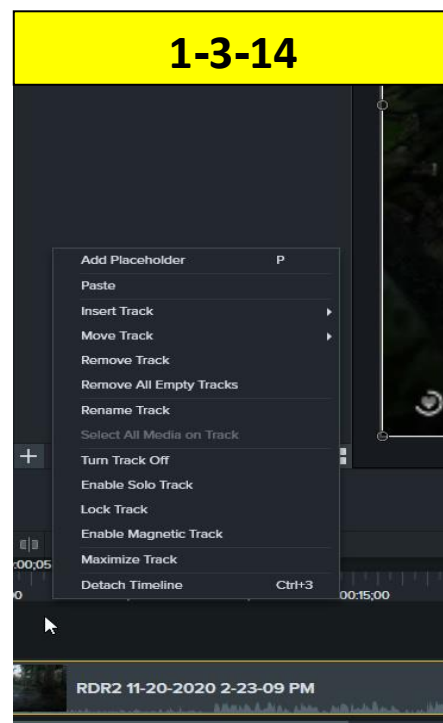 1-3-14
Add Placeholder P
Paste
Insert Track
Move Track
Remove Track
Remove All Empty Tracks
Rename Track
Select All Media on Track
Turn Track Off
Enable Solo Track
Lock Track
Enable Magnetic Track
Maximize Track
Detach Timeline Ctrl+3
:00;05
00:15;00
RDR2 11-20-2020 2-23-09 PM